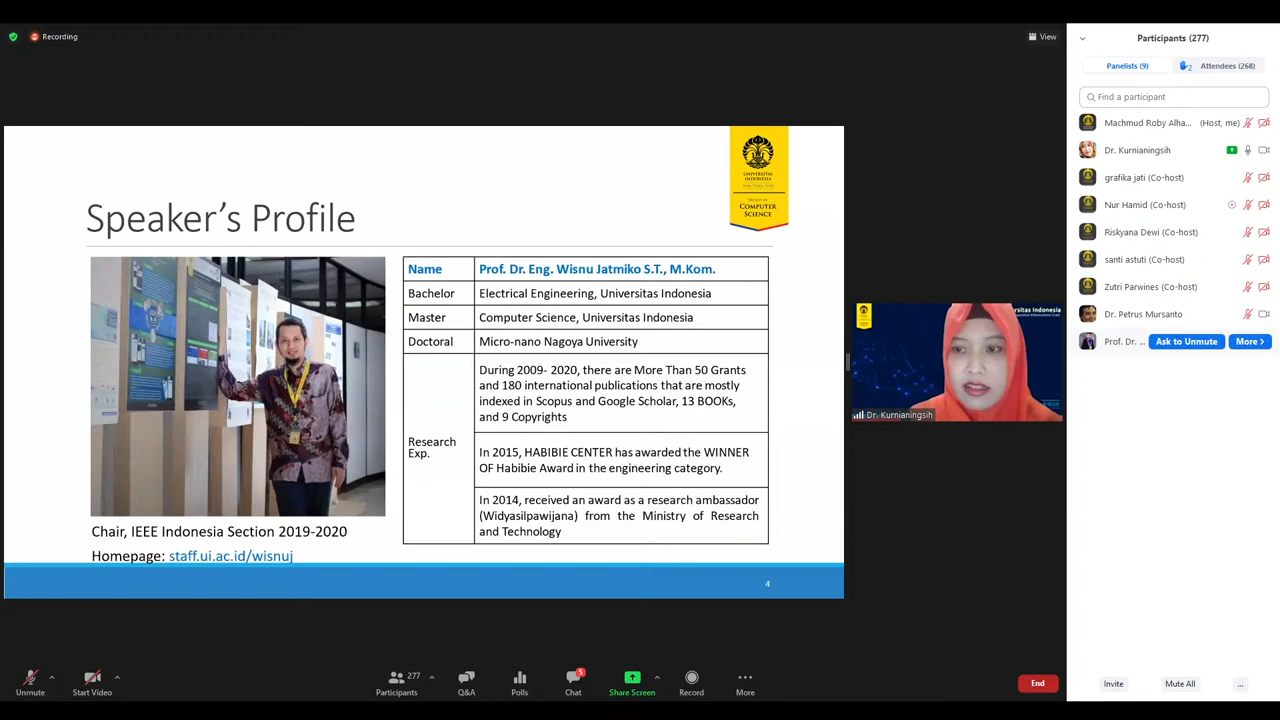 Recording
View
Participants (277)
Panelists (9)
2
Attendees (268)
Find a participant
Machmud Roby Alha... (Host, me)
Dr. Kurnianingsih
grafika jati (Co-host)
Nur Hamid (Co-host)
Riskyana Dewi (Co-host)
santi astuti (Co-host)
Zutri Parwines (Co-host)
Dr. Petrus Mursanto
Prof. Dr. ...
Ask to Unmute
More
UNIVERSITAS
INDONESIA
COMPUTER
SCIENCE
Speaker's Profile
Name Prof. Dr. Eng. Wisnu Jatmiko S.T., M.Kom.
Bachelor Electrical Engineering, Universitas Indonesia
Master Computer Science, Universitas Indonesia
Doctoral Micro-nano Nagoya University
Research
Exp.
During 2009- 2020, there are More Than 50 Grants
and 180 international publications that are mostly
indexed in Scopus and Google Scholar, 13 BOOKs,
and 9 Copyrights
In 2015, HABIBIE CENTER has awarded the WINNER
OF Habibie Award in the engineering category.
In 2014, received an award as a research ambassador
(Widyasilpawijana) from the Ministry of Research
and Technology
Chair, IEEE Indonesia Section 2019-2020
Homepage: staff.ui.ac.id/wisnuj
4
Indonesia
Dr. Kurnianingsih
Unmute
Start Video
277
Participants
Q&A
Polls
5
Chat
Share Screen
Record
More
End
Invite
Mute All
...